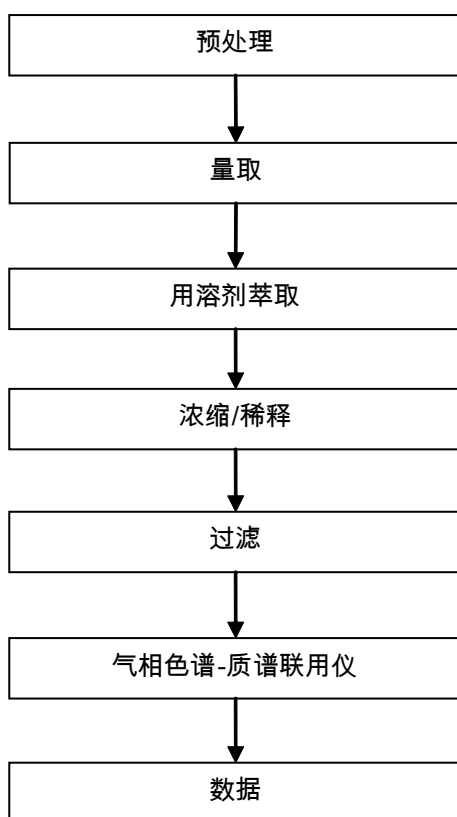 预处理
量取
用溶剂萃取
浓缩/稀释
过滤
气相色谱-质谱联用仪
数据